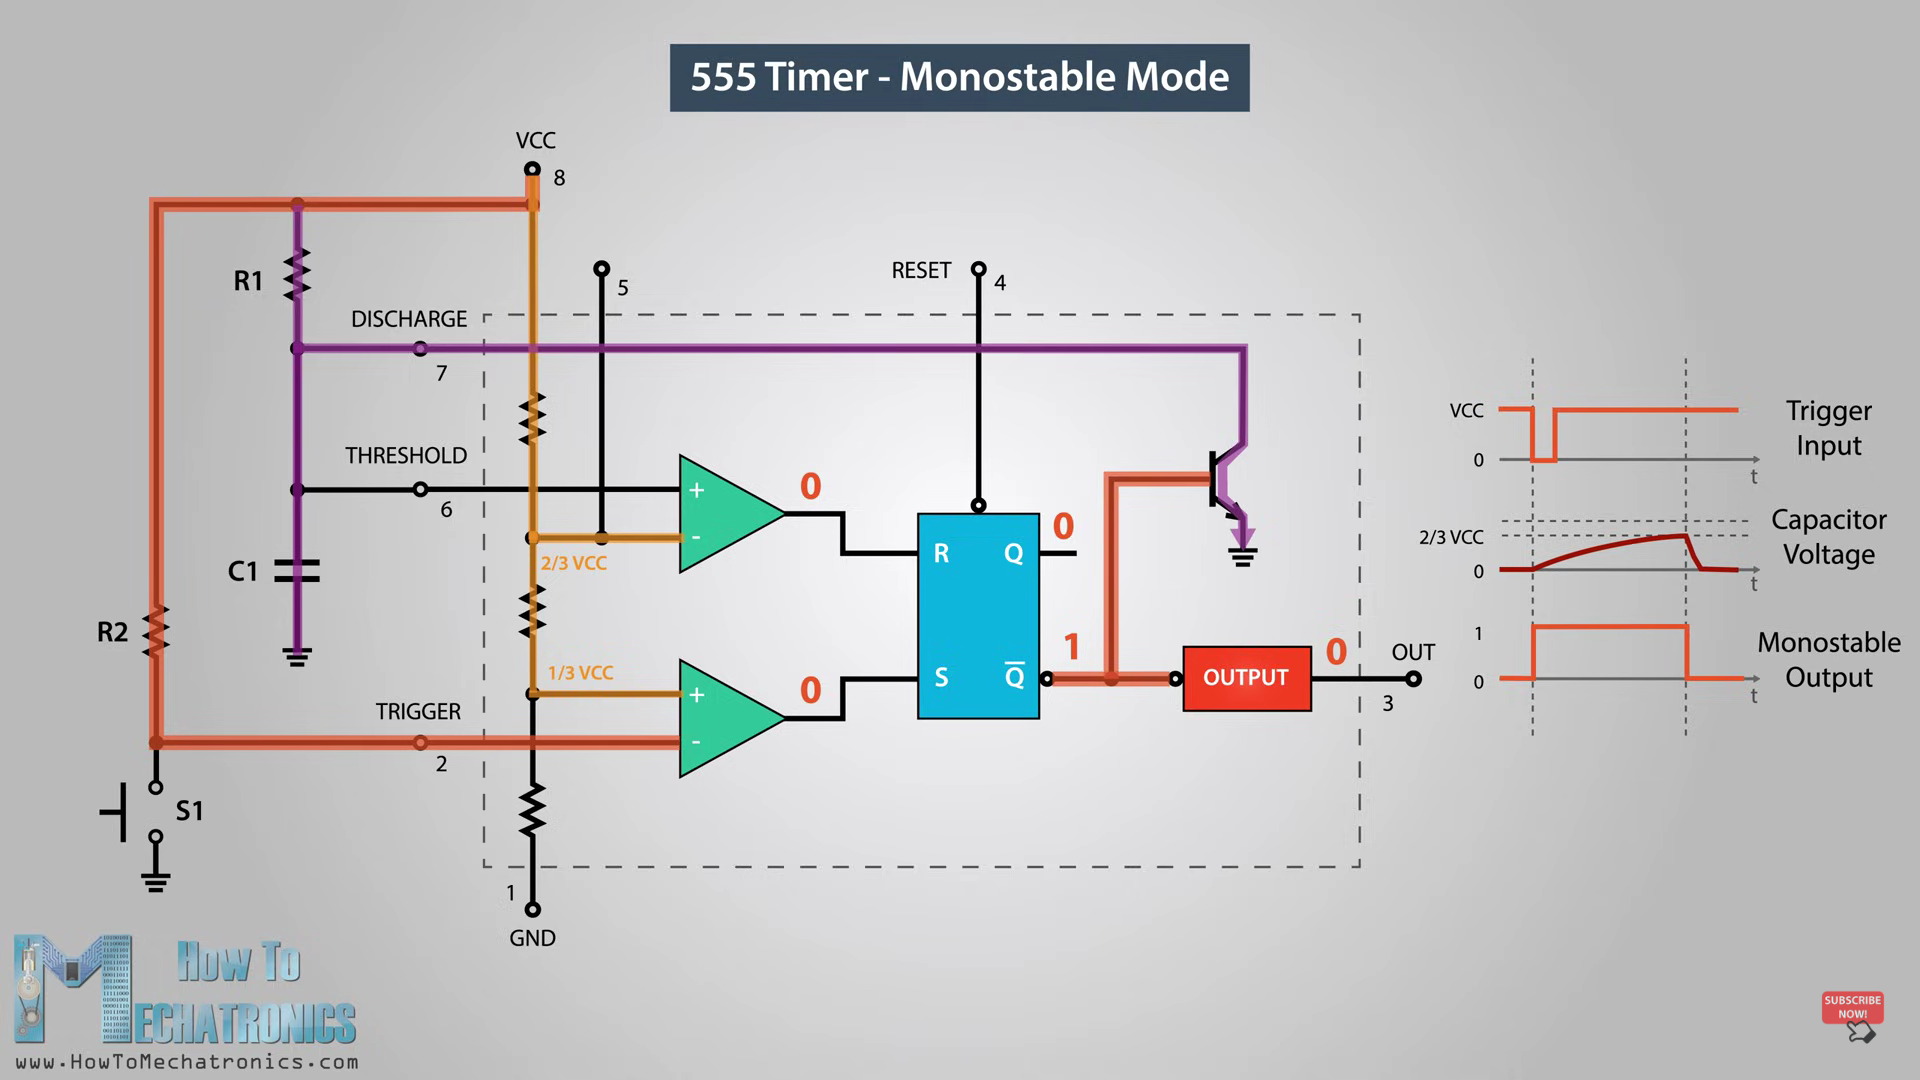 555 Timer - Monostable Mode
VCC
8
R1
5
RESET
4
DISCHARGE
7
THRESHOLD
6
+
-
0
2/3 VCC
C1
R
Q
0
R2
1/3 VCC
+
-
0
S
Q̅
1
OUTPUT
0
OUT
3
TRIGGER
2
S1
1
GND
VCC
0
t
Trigger
Input
2/3 VCC
0
t
Capacitor
Voltage
1
0
t
Monostable
Output
How To
MECHATRONICS
www.HowToMechatronics.com
SUBSCRIBE
NOW!